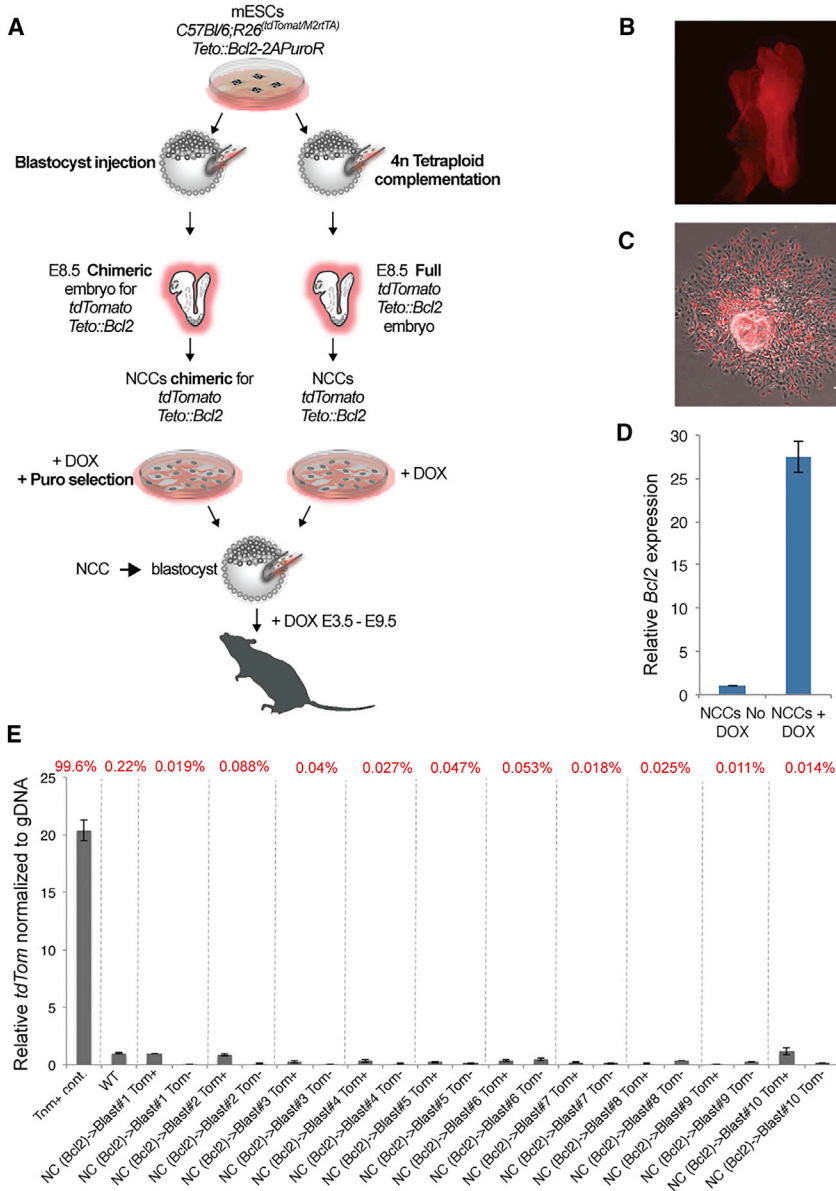 A
mESCs
C57Bl/6;R26(tdTomat/M2rtTA)
Teto::Bcl2-2APuroR
Blastocyst injection
4n Tetraploid
complementation
E8.5 Chimeric
embryo for
tdTomato
Teto::Bcl2
E8.5 Full
tdTomato
Teto::Bcl2
embryo
NCCs chimeric for
tdTomato
Teto::Bcl2
NCCs
tdTomato
Teto::Bcl2
+ DOX
+ Puro selection
+ DOX
NCC
blastocyst
+ DOX E3.5 - E9.5
B
C
D
Relative Bcl2 expression
30
25
20
15
10
5
0
NCCs No
DOX
NCCs +
DOX
E
99.6%
0.22%
0.019%
0.088%
0.04%
0.027%
0.047%
0.053%
0.018%
0.025%
0.011%
0.014%
Relative tdTom normalized to gDNA
25
20
15
10
5
0
Tnm+ cont.
WT
NC (Bcl2)->Blast#1 Tom+
NC (Bcl2)->Blast#1 Tom-
NC (Bcl2)->Blast#2 Tom+
NC (Bcl2)->Blast#2 Tom-
NC (Bcl2)->Blast#3 Tom+
NC (Bcl2)->Blast#3 Tom-
NC (Bcl2)->Blast#4 Tom+
NC (Bcl2)->Blast#4 Tom-
NC (Bcl2)->Blast#5 Tom+
NC (Bcl2)->Blast#5 Tom-
NC (Bcl2)->Blast#6 Tom+
NC (Bcl2)->Blast#6 Tom-
NC (Bcl2)->Blast#7 Tom+
NC (Bcl2)->Blast#7 Tom-
NC (Bcl2)->Blast#8 Tom+
NC (Bcl2)->Blast#8 Tom-
NC (Bcl2)->Blast#9 Tom+
NC (Bcl2)->Blast#9 Tom-
NC (Bcl2)->Blast#10 Tom+
NC (Bcl2)->Blast#10 Tom-